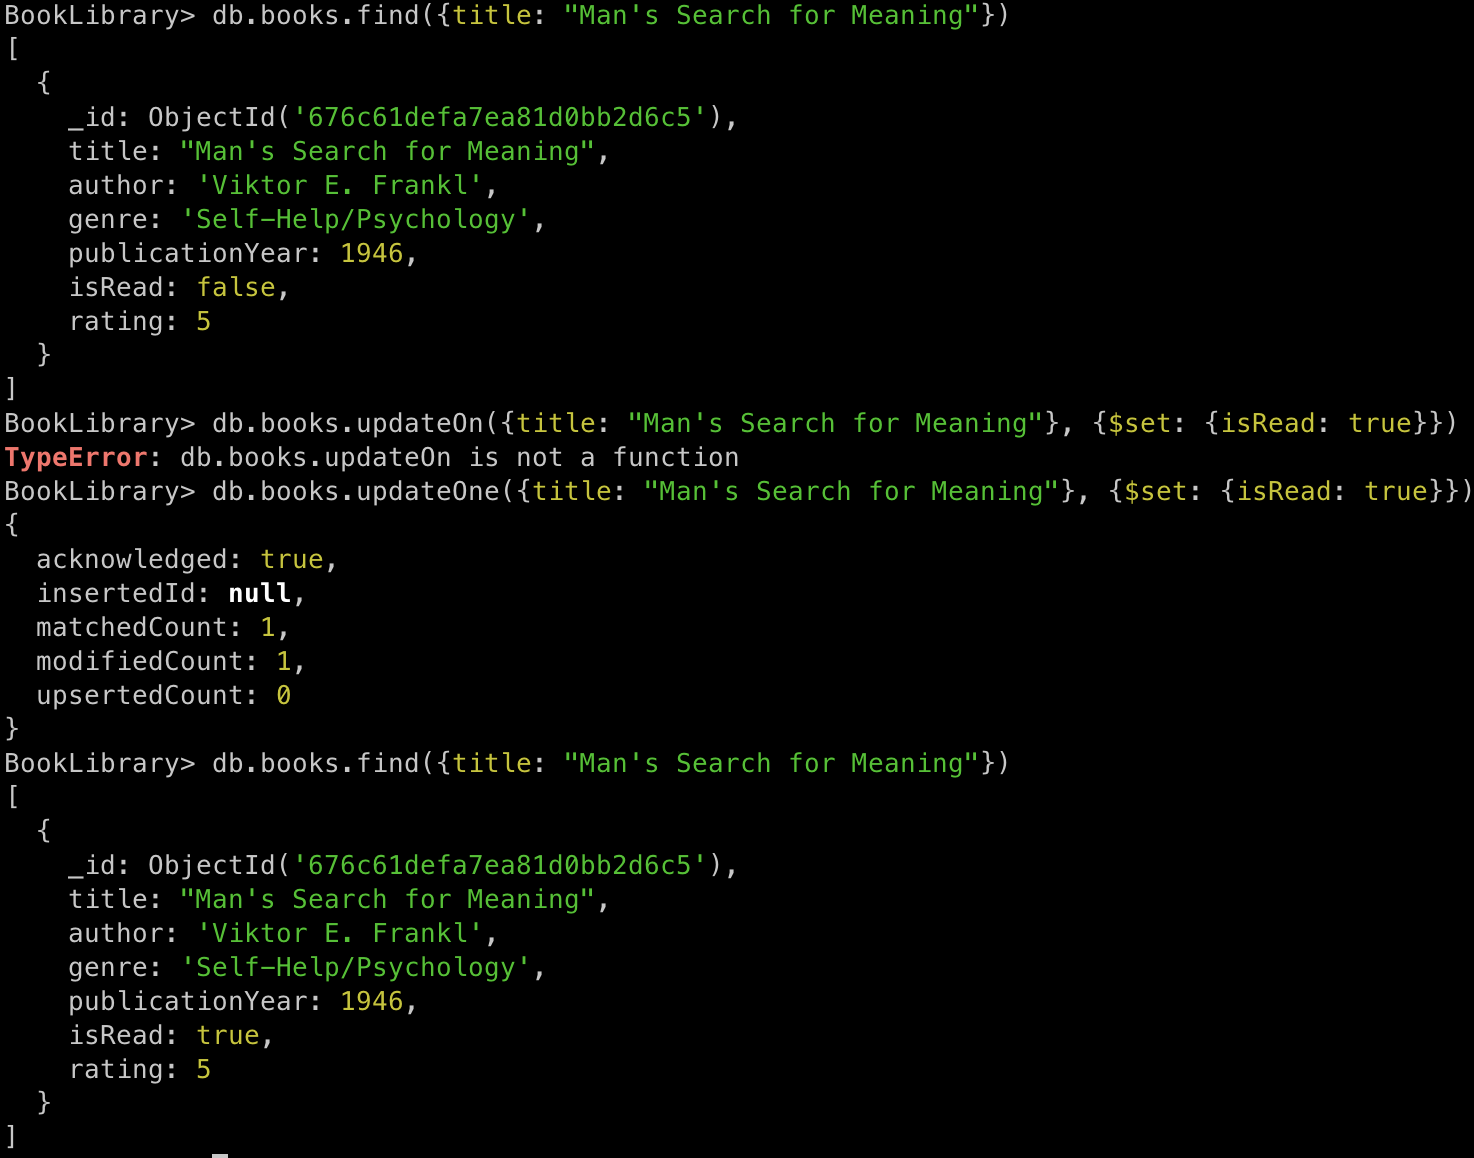 BookLibrary> db.books.find({title: "Man's Search for Meaning"})
[
  {
    _id: ObjectId('676c61defa7ea81d0bb2d6c5'),
    title: "Man's Search for Meaning",
    author: 'Viktor E. Frankl',
    genre: 'Self-Help/Psychology',
    publicationYear: 1946,
    isRead: false,
    rating: 5
  }
]
BookLibrary> db.books.updateOn({title: "Man's Search for Meaning"}, {$set: {isRead: true}})
TypeError: db.books.updateOn is not a function
BookLibrary> db.books.updateOne({title: "Man's Search for Meaning"}, {$set: {isRead: true}})
{
  acknowledged: true,
  insertedId: null,
  matchedCount: 1,
  modifiedCount: 1,
  upsertedCount: 0
}
BookLibrary> db.books.find({title: "Man's Search for Meaning"})
[
  {
    _id: ObjectId('676c61defa7ea81d0bb2d6c5'),
    title: "Man's Search for Meaning",
    author: 'Viktor E. Frankl',
    genre: 'Self-Help/Psychology',
    publicationYear: 1946,
    isRead: true,
    rating: 5
  }
]